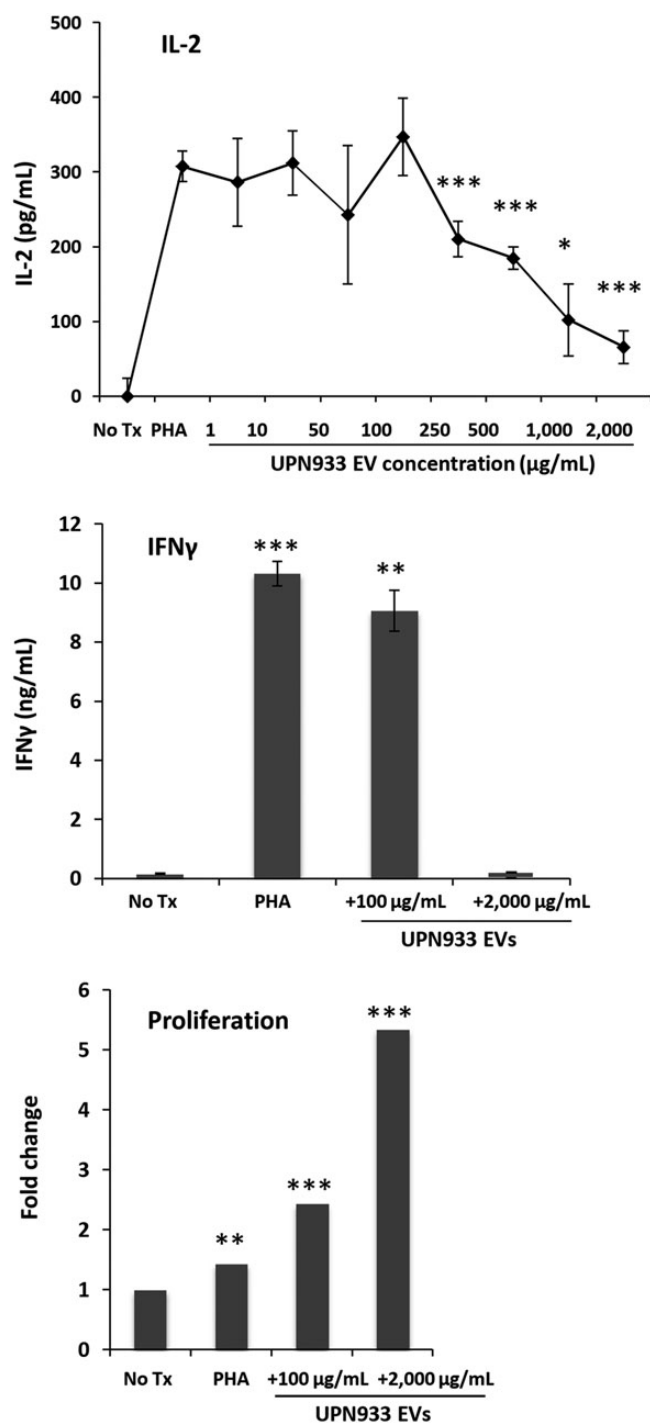 IL-2
500
400
300
200
100
0
IL-2 (pg/mL)
***
***
*
***
No Tx PHA 1 10 50 100 250 500 1,000 2,000
UPN933 EV concentration (µg/mL)
IFNγ
12
10
8
6
4
2
0
IFNγ (ng/mL)
***
**
No Tx PHA +100 µg/mL +2,000 µg/mL
UPN933 EVs
Proliferation
6
5
4
3
2
1
0
Fold change
**
***
***
No Tx PHA +100 µg/mL +2,000 µg/mL
UPN933 EVs